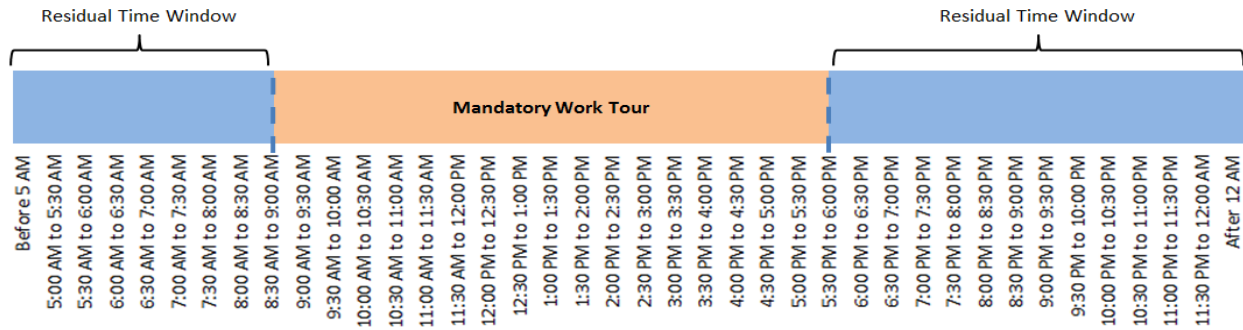 Residual Time Window
Residual Time Window
Mandatory Work Tour
Before 5 AM
5:00 AM to 5:30 AM
5:30 AM to 6:00 AM
6:00 AM to 6:30 AM
6:30 AM to 7:00 AM
7:00 AM to 7:30 AM
7:30 AM to 8:00 AM
8:00 AM to 8:30 AM
8:30 AM to 9:00 AM
9:00 AM to 9:30 AM
9:30 AM to 10:00 AM
10:00 AM to 10:30 AM
10:30 AM to 11:00 AM
11:00 AM to 11:30 AM
11:30 AM to 12:00 PM
12:00 PM to 12:30 PM
12:30 PM to 1:00 PM
1:00 PM to 1:30 PM
1:30 PM to 2:00 PM
2:00 PM to 2:30 PM
2:30 PM to 3:00 PM
3:00 PM to 3:30 PM
3:30 PM to 4:00 PM
4:00 PM to 4:30 PM
4:30 PM to 5:00 PM
5:00 PM to 5:30 PM
5:30 PM to 6:00 PM
6:00 PM to 6:30 PM
6:30 PM to 7:00 PM
7:00 PM to 7:30 PM
7:30 PM to 8:00 PM
8:00 PM to 8:30 PM
8:30 PM to 9:00 PM
9:00 PM to 9:30 PM
9:30 PM to 10:00 PM
10:00 PM to 10:30 PM
10:30 PM to 11:00 PM
11:00 PM to 11:30 PM
11:30 PM to 12:00 AM
After 12 AM